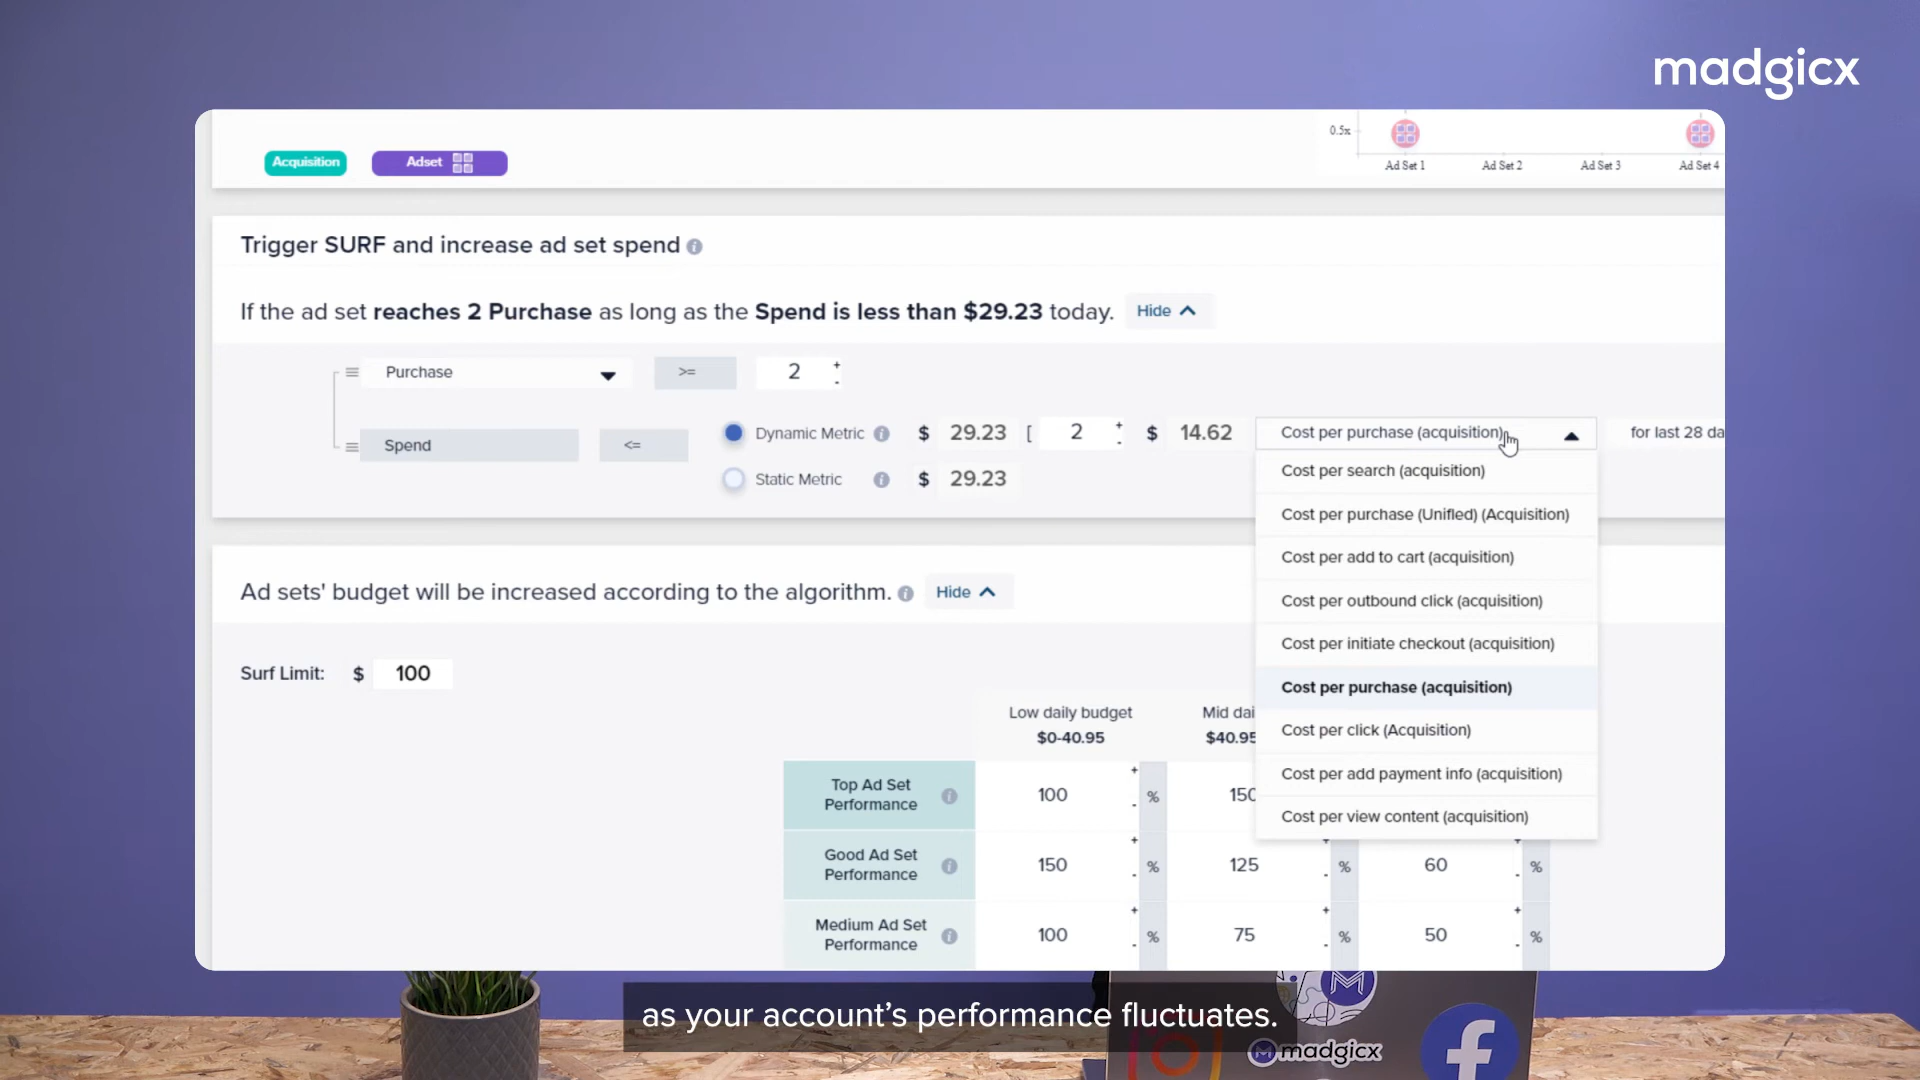 madgicx
0.5x
Acquisition
Adset
Ad Set 1
Ad Set 2
Ad Set 3
Ad Set 4
Trigger SURF and increase ad set spend
If the ad set reaches 2 Purchase as long as the Spend is less than $29.23 today.
Hide
Purchase
>=
2
+
-
Spend
<=
Dynamic Metric
$ 29.23 [ 2 + - $ 14.62
Cost per purchase (acquisition)
for last 28 da
Static Metric
$ 29.23
Cost per search (acquisition)
Cost per purchase (Unified) (Acquisition)
Cost per add to cart (acquisition)
Cost per outbound click (acquisition)
Cost per initiate checkout (acquisition)
Cost per purchase (acquisition)
Cost per click (Acquisition)
Cost per add payment info (acquisition)
Cost per view content (acquisition)
Ad sets' budget will be increased according to the algorithm.
Hide
Surf Limit: $ 100
Low daily budget
$0-40.95
Mid dai
$40.95
Top Ad Set
Performance
100 + - %
150
Good Ad Set
Performance
150 + - %
125 + - %
60 + - %
Medium Ad Set
Performance
100 + - %
75 + - %
50 + - %
as your account's performance fluctuates.
madgicx